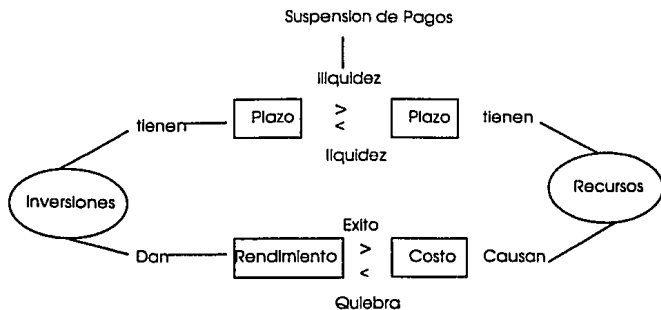 Suspension de Pagos
iliquidez
tienen Plazo > Plazo tienen
<
liquidez
Inversiones Recursos
Exito
Dan Rendimiento > Costo Causan
<
Quiebra